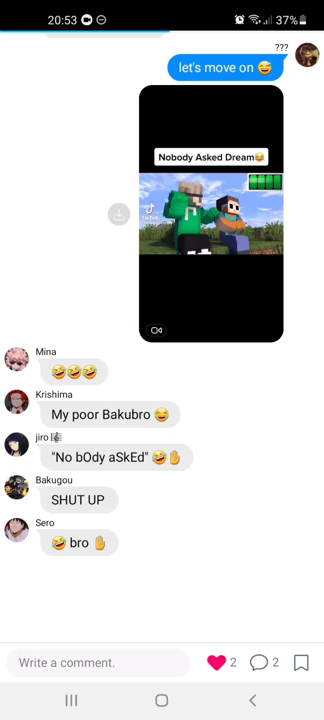 20:53
37%
???
let's move on 😅
Nobody Asked Dream😂
TikTok
Mina
🤣🤣🤣
Krishima
My poor Bakubro 😂
jiro🎼
"No bOdy aSkEd" 🤣✋
Bakugou
SHUT UP
Sero
🤣 bro ✋
Write a comment.
2
2